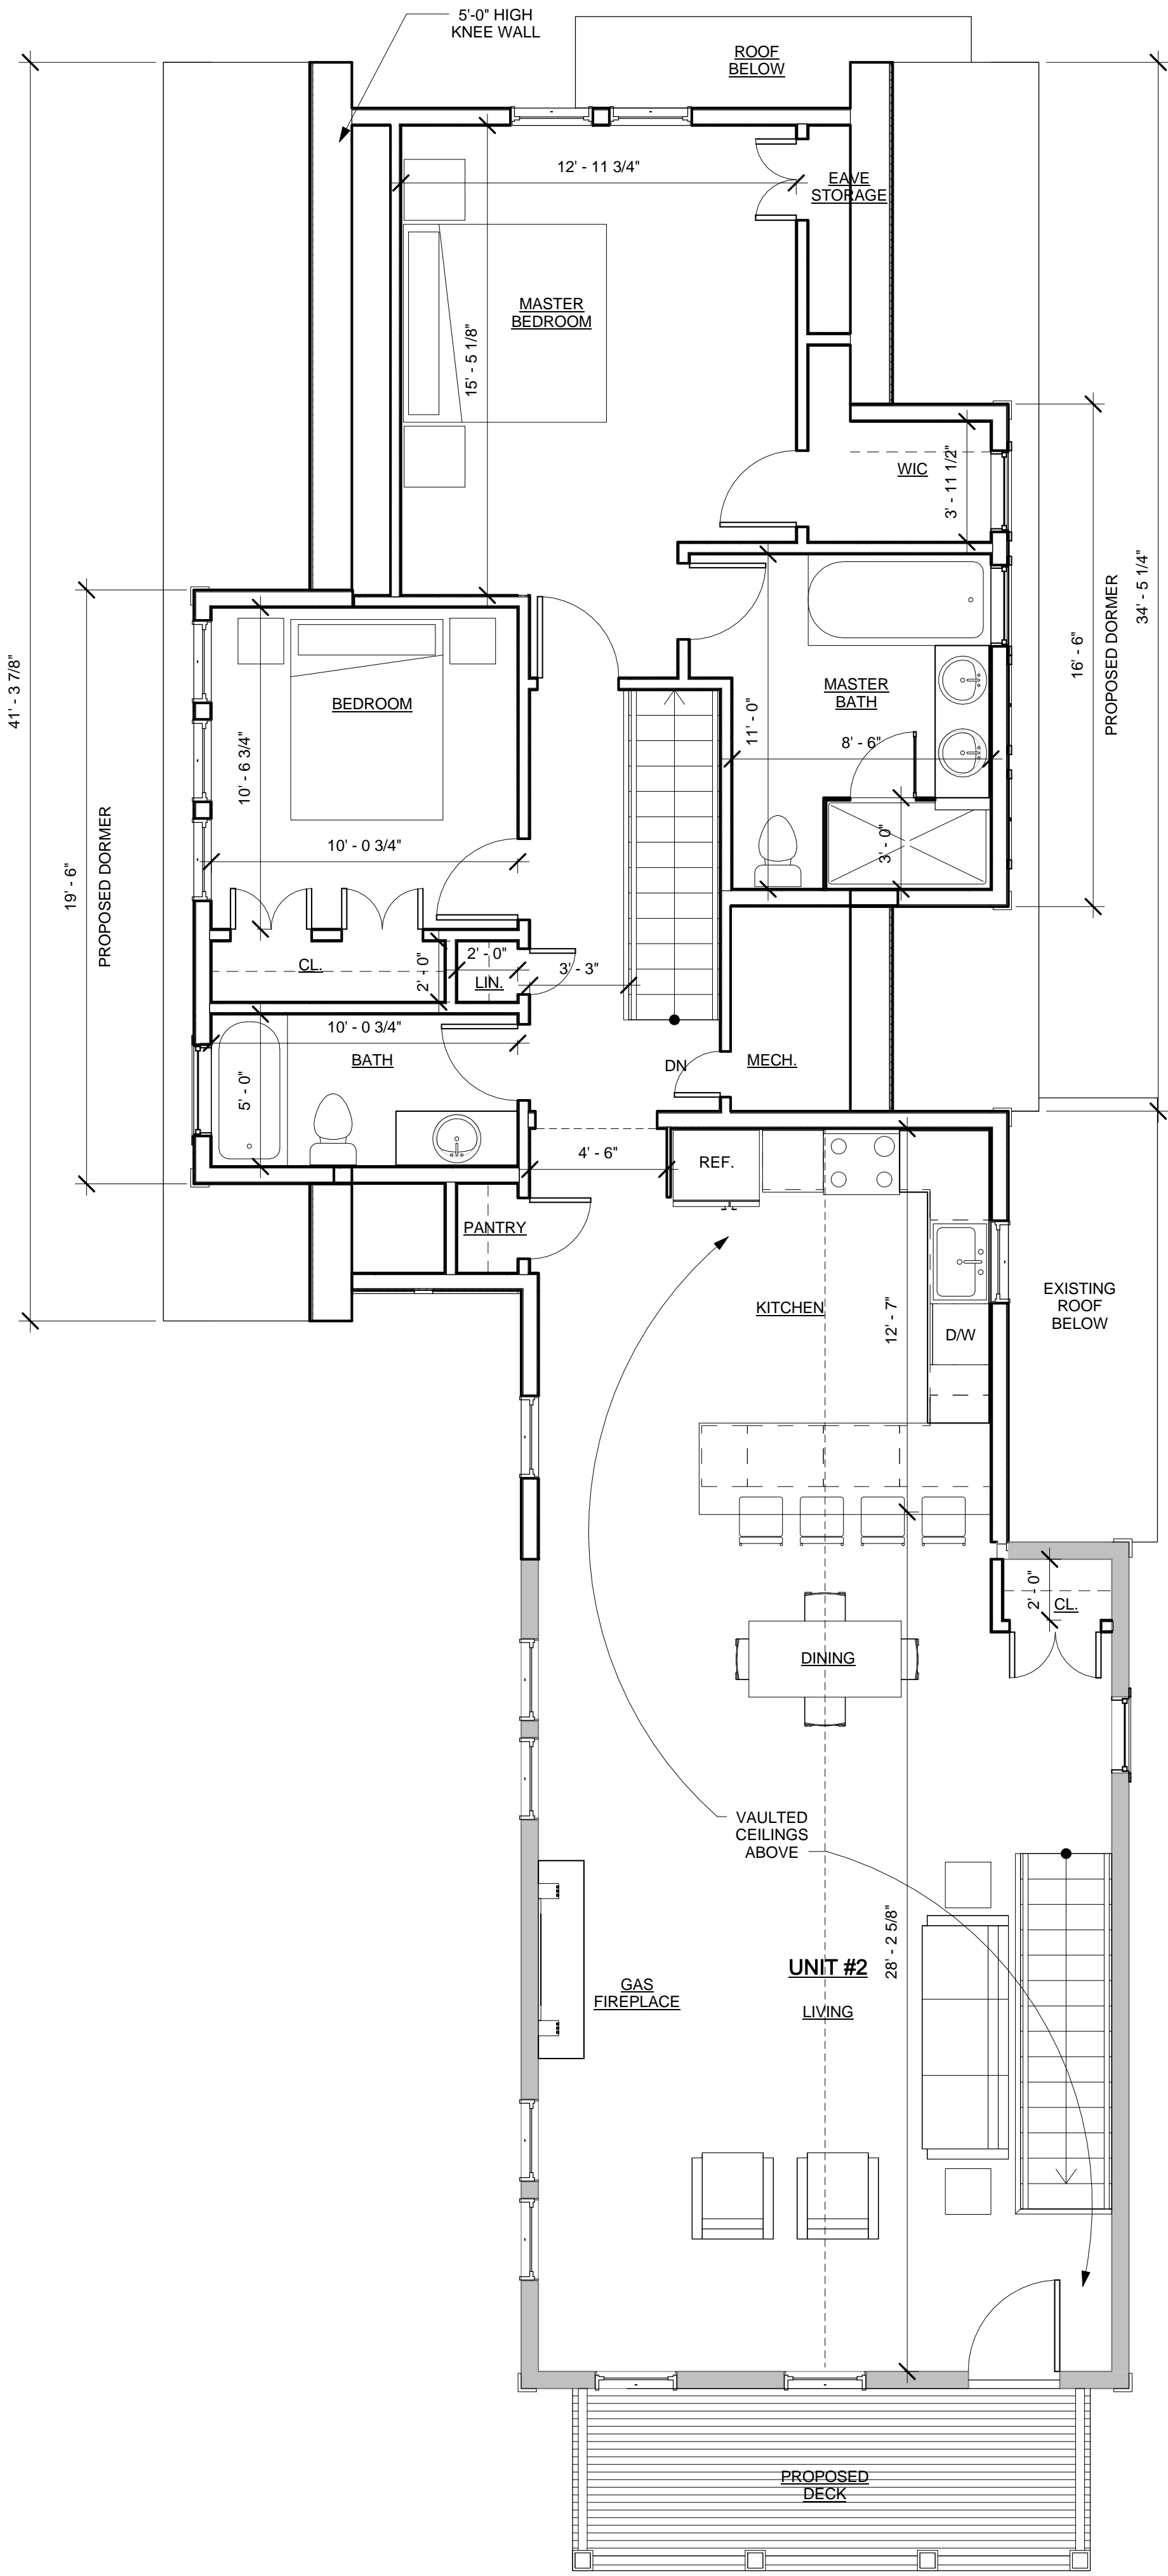 5'-0" HIGH
KNEE WALL
ROOF
BELOW
12' - 11 3/4"
EAVE
STORAGE
MASTER
BEDROOM
15' - 5 1/8"
WIC
3' - 11 1/2"
34' - 5 1/4"
16' - 6"
PROPOSED DORMER
41' - 3 7/8"
19' - 6"
PROPOSED DORMER
BEDROOM
10' - 6 3/4"
10' - 0 3/4"
MASTER
BATH
11' - 0"
8' - 6"
3' - 0"
CL.
2' - 0"
2' - 0"
LIN.
3' - 3"
10' - 0 3/4"
BATH
5' - 0"
DN
MECH.
4' - 6"
REF.
PANTRY
KITCHEN
12' - 7"
D/W
EXISTING
ROOF
BELOW
2' - 0"
CL.
DINING
VAULTED
CEILINGS
ABOVE
28' - 2 5/8"
UNIT #2
LIVING
GAS
FIREPLACE
PROPOSED
DECK